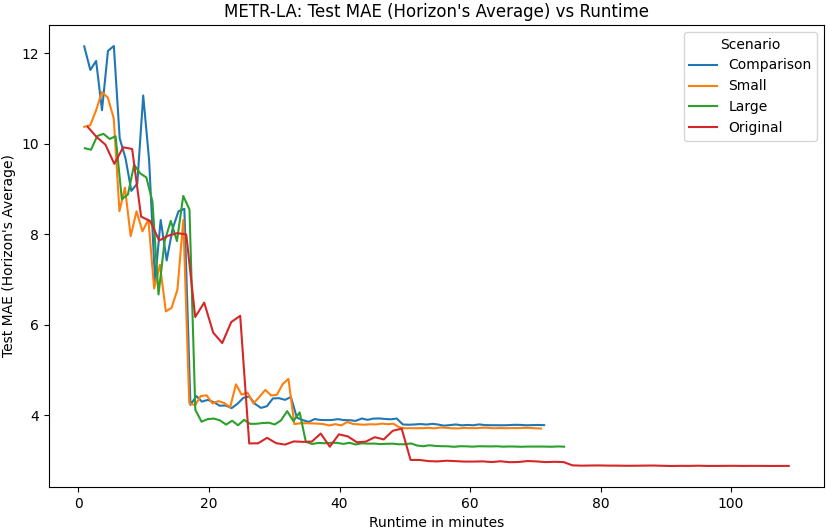 METR-LA: Test MAE (Horizon's Average) vs Runtime
Test MAE (Horizon's Average)
12
10
8
6
4
Scenario
Comparison
Small
Large
Original
0 20 40 60 80 100
Runtime in minutes